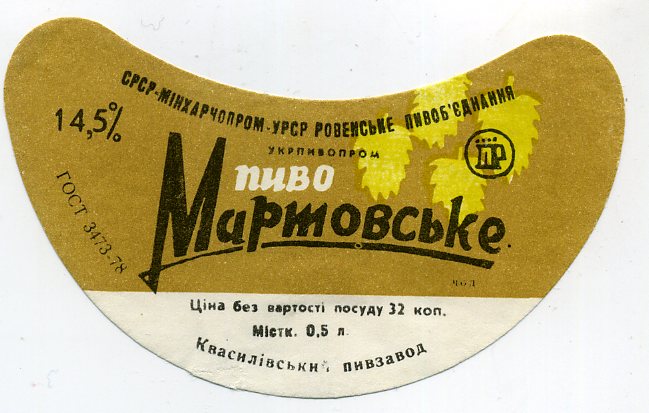 СРСР-МІНХАРЧОПРОМ-УРСР РОВЕНСЬКЕ ПИВОБ'ЄДНАННЯ
14,5%
УКРПИВОПРОМ
ПР
пиво
Мартовське.
ГОСТ 3473-78
Ціна без вартості посуду 32 коп.
Містк. 0,5 л.
Квасилівський пивзавод